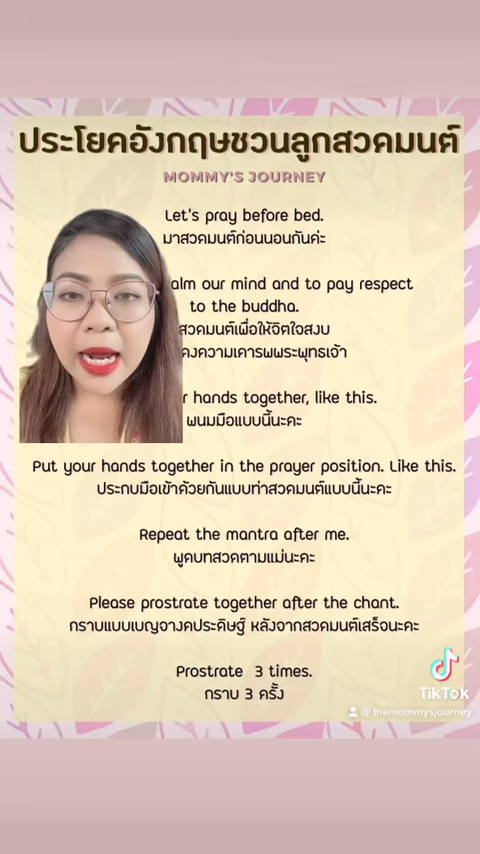 ประโยคอังกฤษชวนลูกสวดมนต์
MOMMY'S JOURNEY
Let's pray before bed.
มาสวดมนต์ก่อนนอนกันค่ะ
alm our mind and to pay respect
to the buddha.
สวดมนต์เพื่อให้จิตใจสงบ
ดงความเคารพพระพุทธเจ้า
r hands together, like this.
พนมมือแบบนี้นะคะ
Put your hands together in the prayer position. Like this.
ประกบมือเข้าด้วยกันแบบท่าสวดมนต์แบบนี้นะคะ
Repeat the mantra after me.
พูดบทสวดตามแม่นะคะ
Please prostrate together after the chant.
กราบแบบเบญจางคประดิษฐ์ หลังจากสวดมนต์เสร็จนะคะ
Prostrate 3 times.
กราบ 3 ครั้ง
TikTok
@themommysjourney